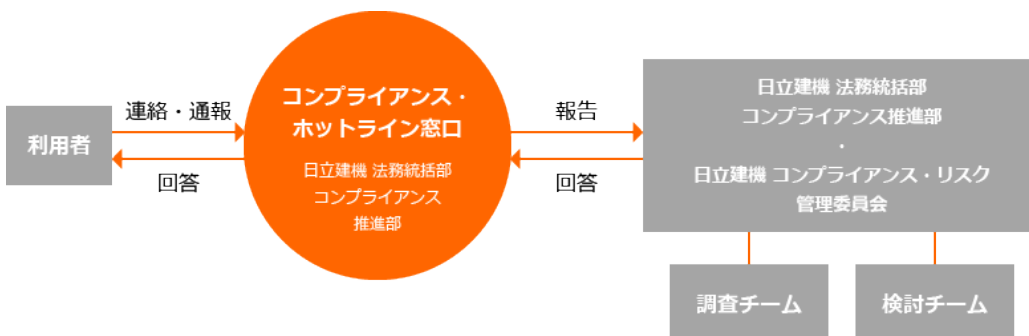 利用者
連絡・通報
回答
コンプライアンス・
ホットライン窓口
日立建機 法務統括部
コンプライアンス
推進部
報告
回答
日立建機 法務統括部
コンプライアンス推進部
・
日立建機 コンプライアンス・リスク
管理委員会
調査チーム
検討チーム